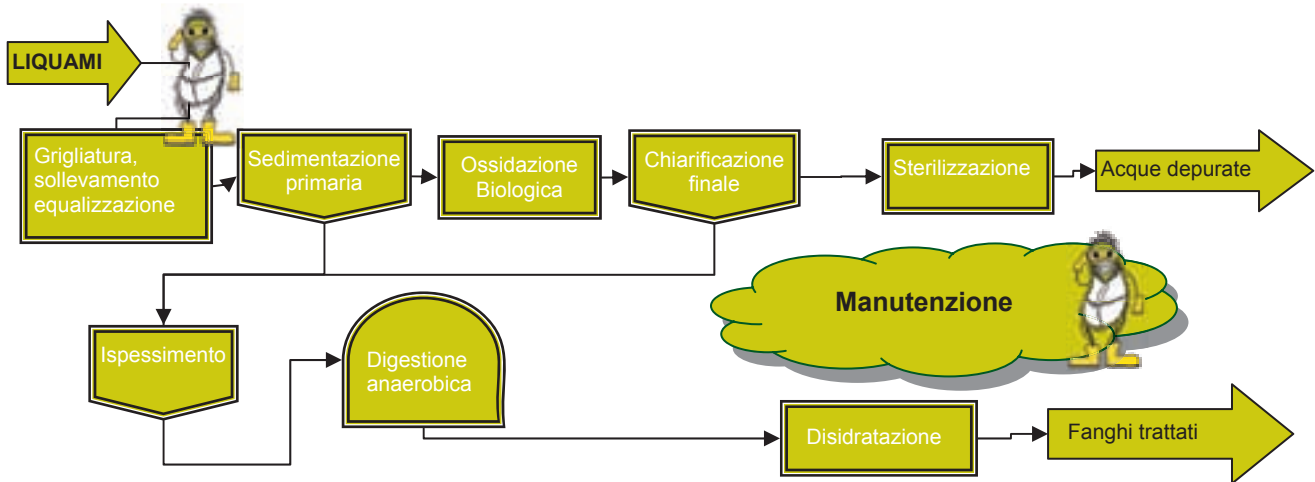 LIQUAMI
Grigliatura,
sollevamento
equalizzazione
Sedimentazione
primaria
Ossidazione
Biologica
Chiarificazione
finale
Sterilizzazione
Acque depurate
Manutenzione
Ispessimento
Digestione
anaerobica
Disidratazione
Fanghi trattati